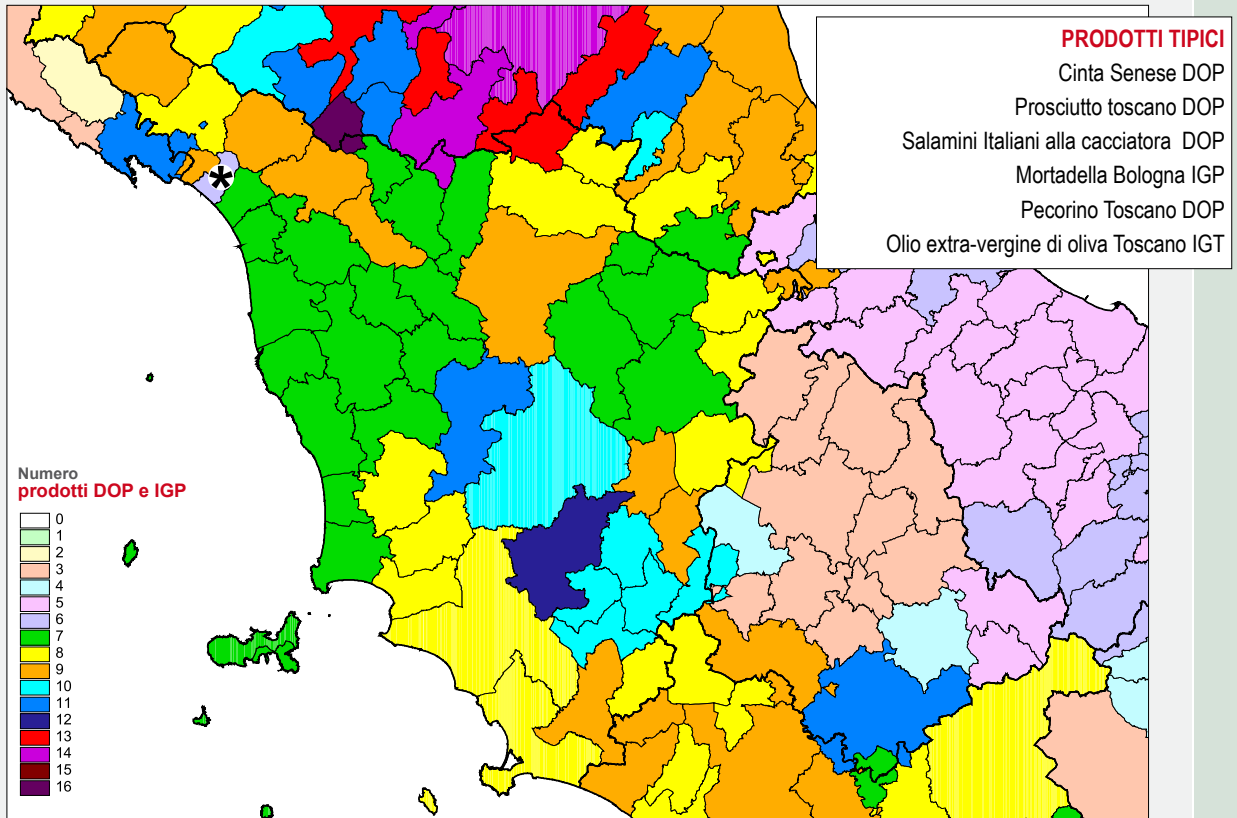 PRODOTTI TIPICI
Cinta Senese DOP
Prosciutto toscano DOP
Salamini Italiani alla cacciatora DOP
Mortadella Bologna IGP
Pecorino Toscano DOP
Olio extra-vergine di oliva Toscano IGT
*
Numero
prodotti DOP e IGP
0
1
2
3
4
5
6
7
8
9
10
11
12
13
14
15
16